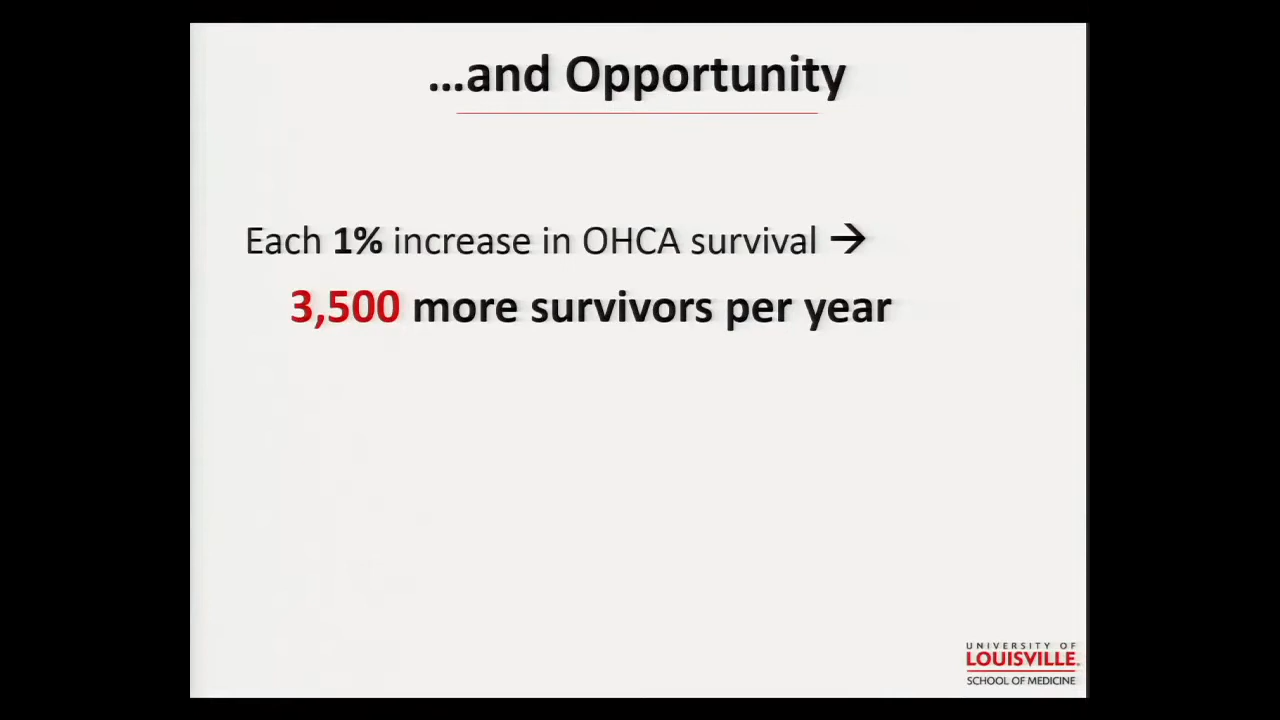 ...and Opportunity
Each 1% increase in OHCA survival →
3,500 more survivors per year
UNIVERSITY OF
LOUISVILLE.
SCHOOL OF MEDICINE